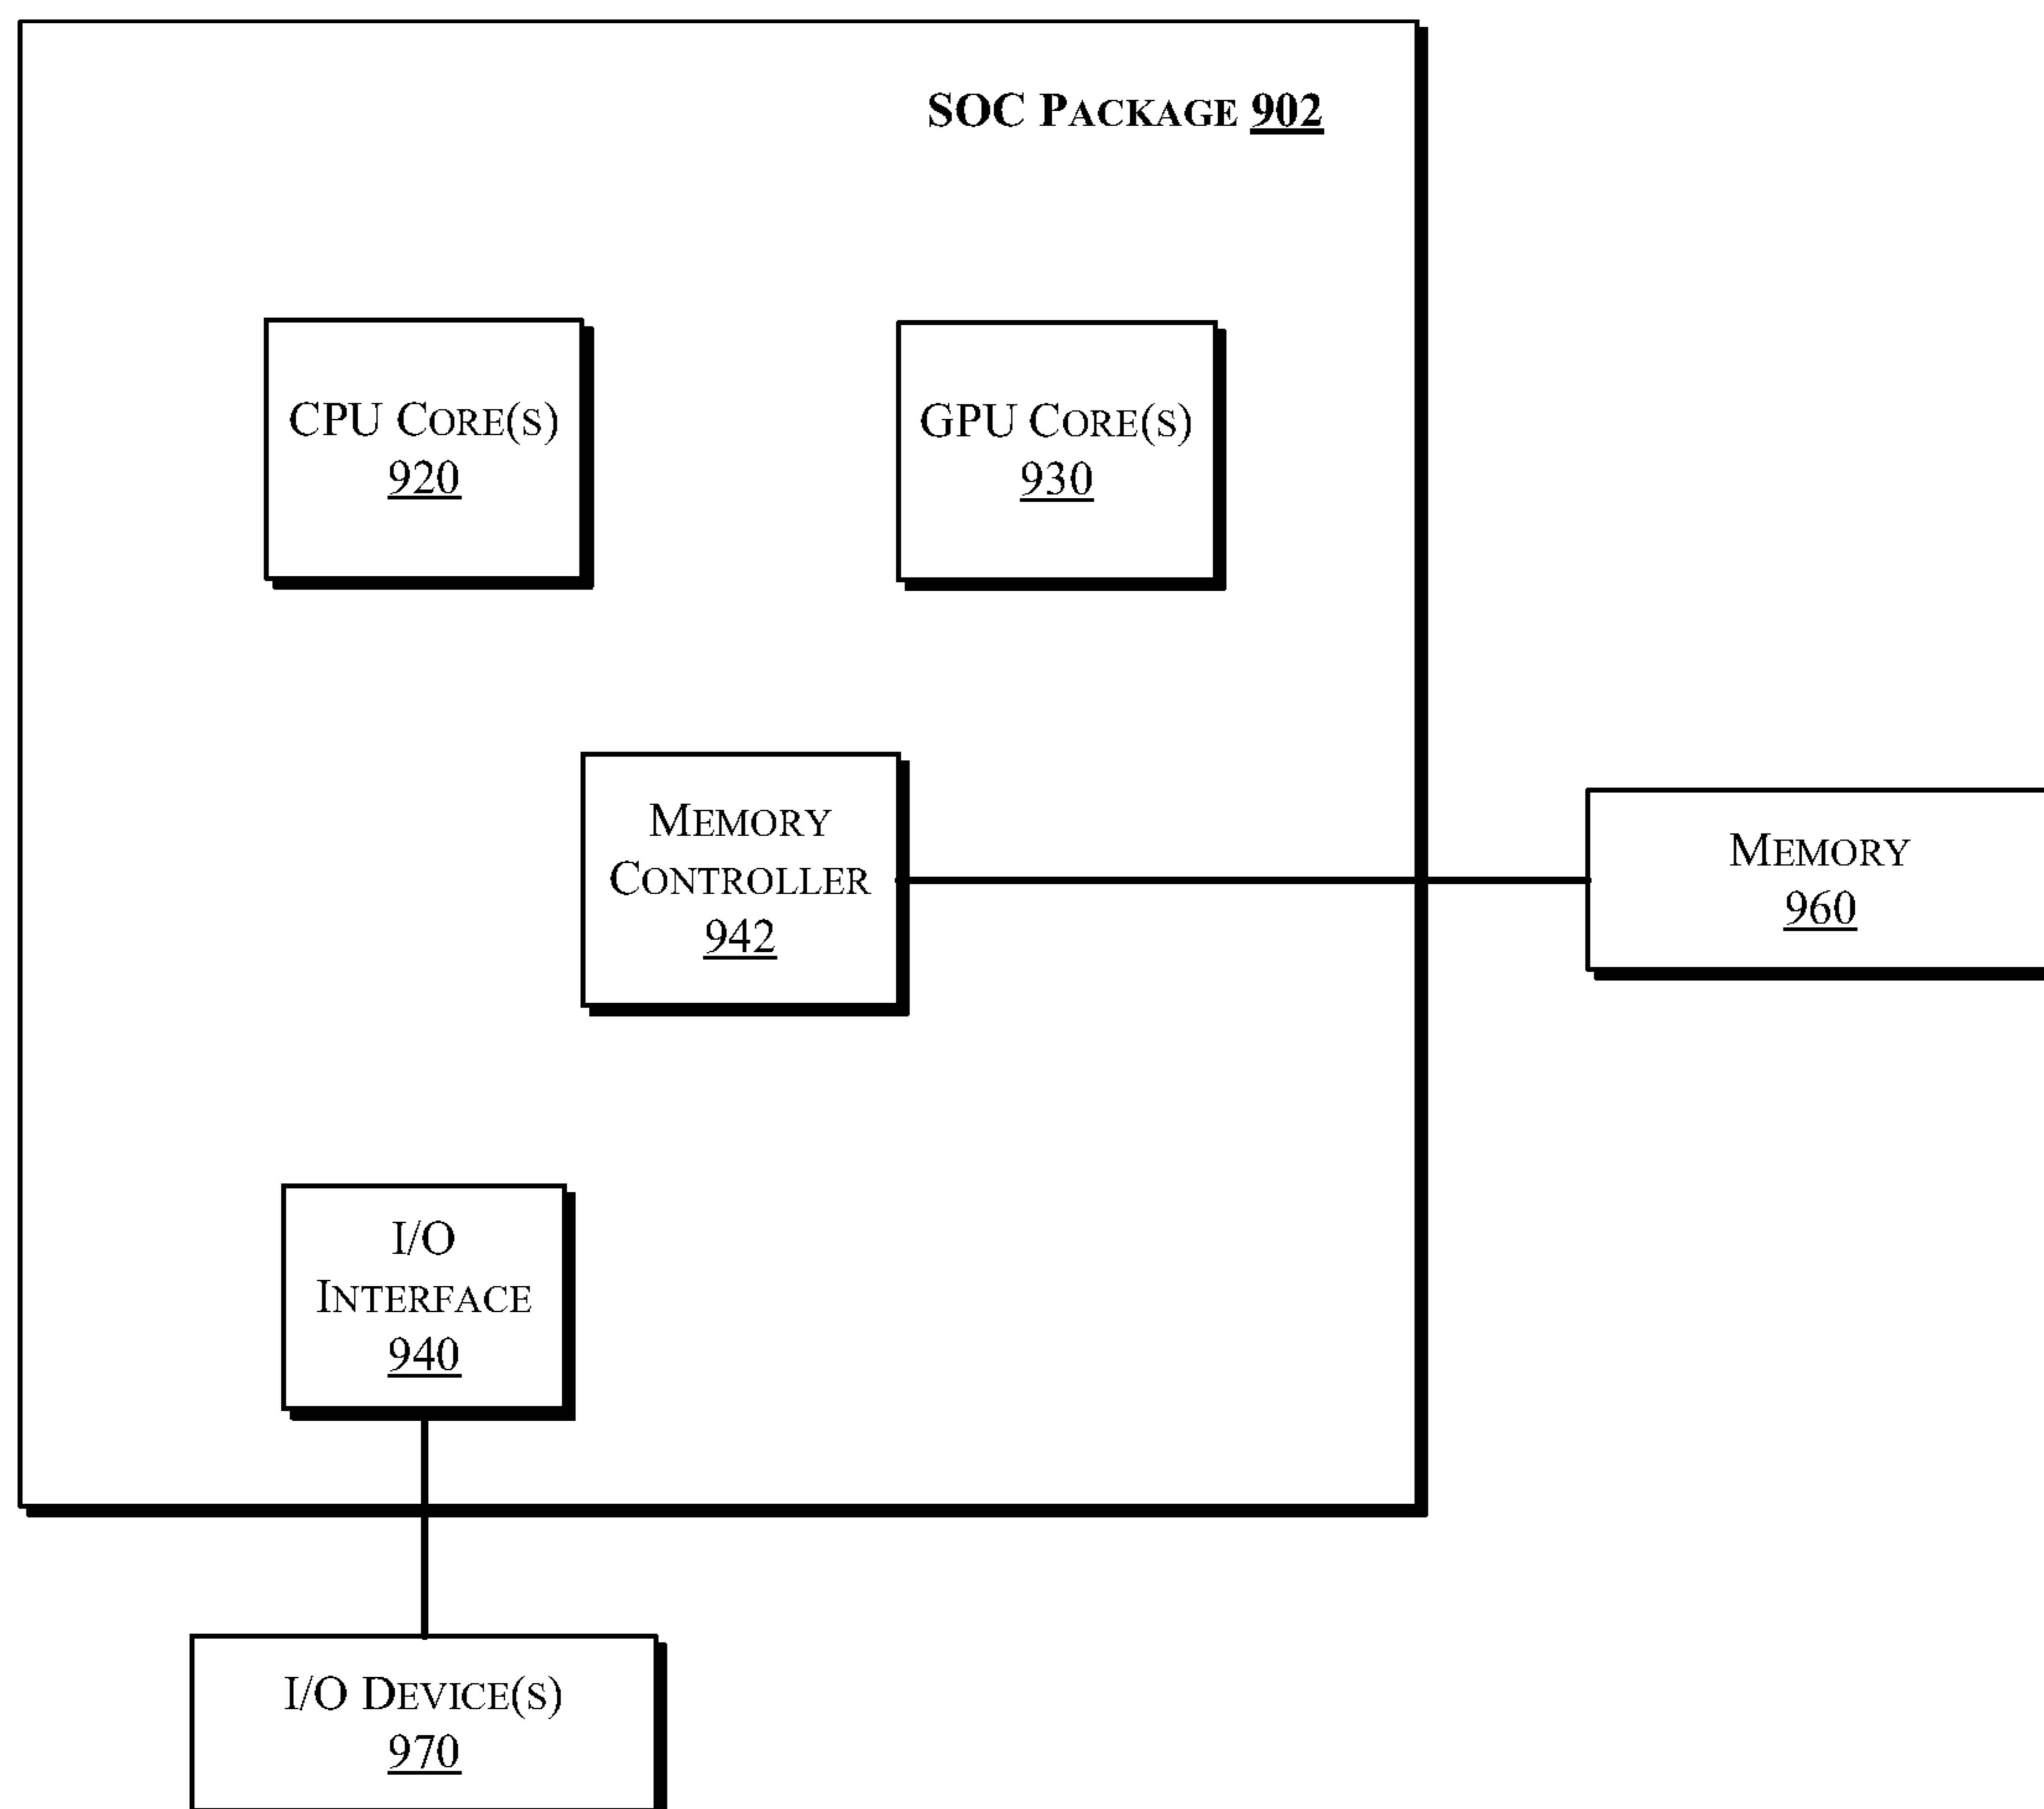 SOC PACKAGE 902
CPU CORE(S)
920
GPU CORE(S)
930
MEMORY
CONTROLLER
942
MEMORY
960
I/O
INTERFACE
940
I/O DEVICE(S)
970